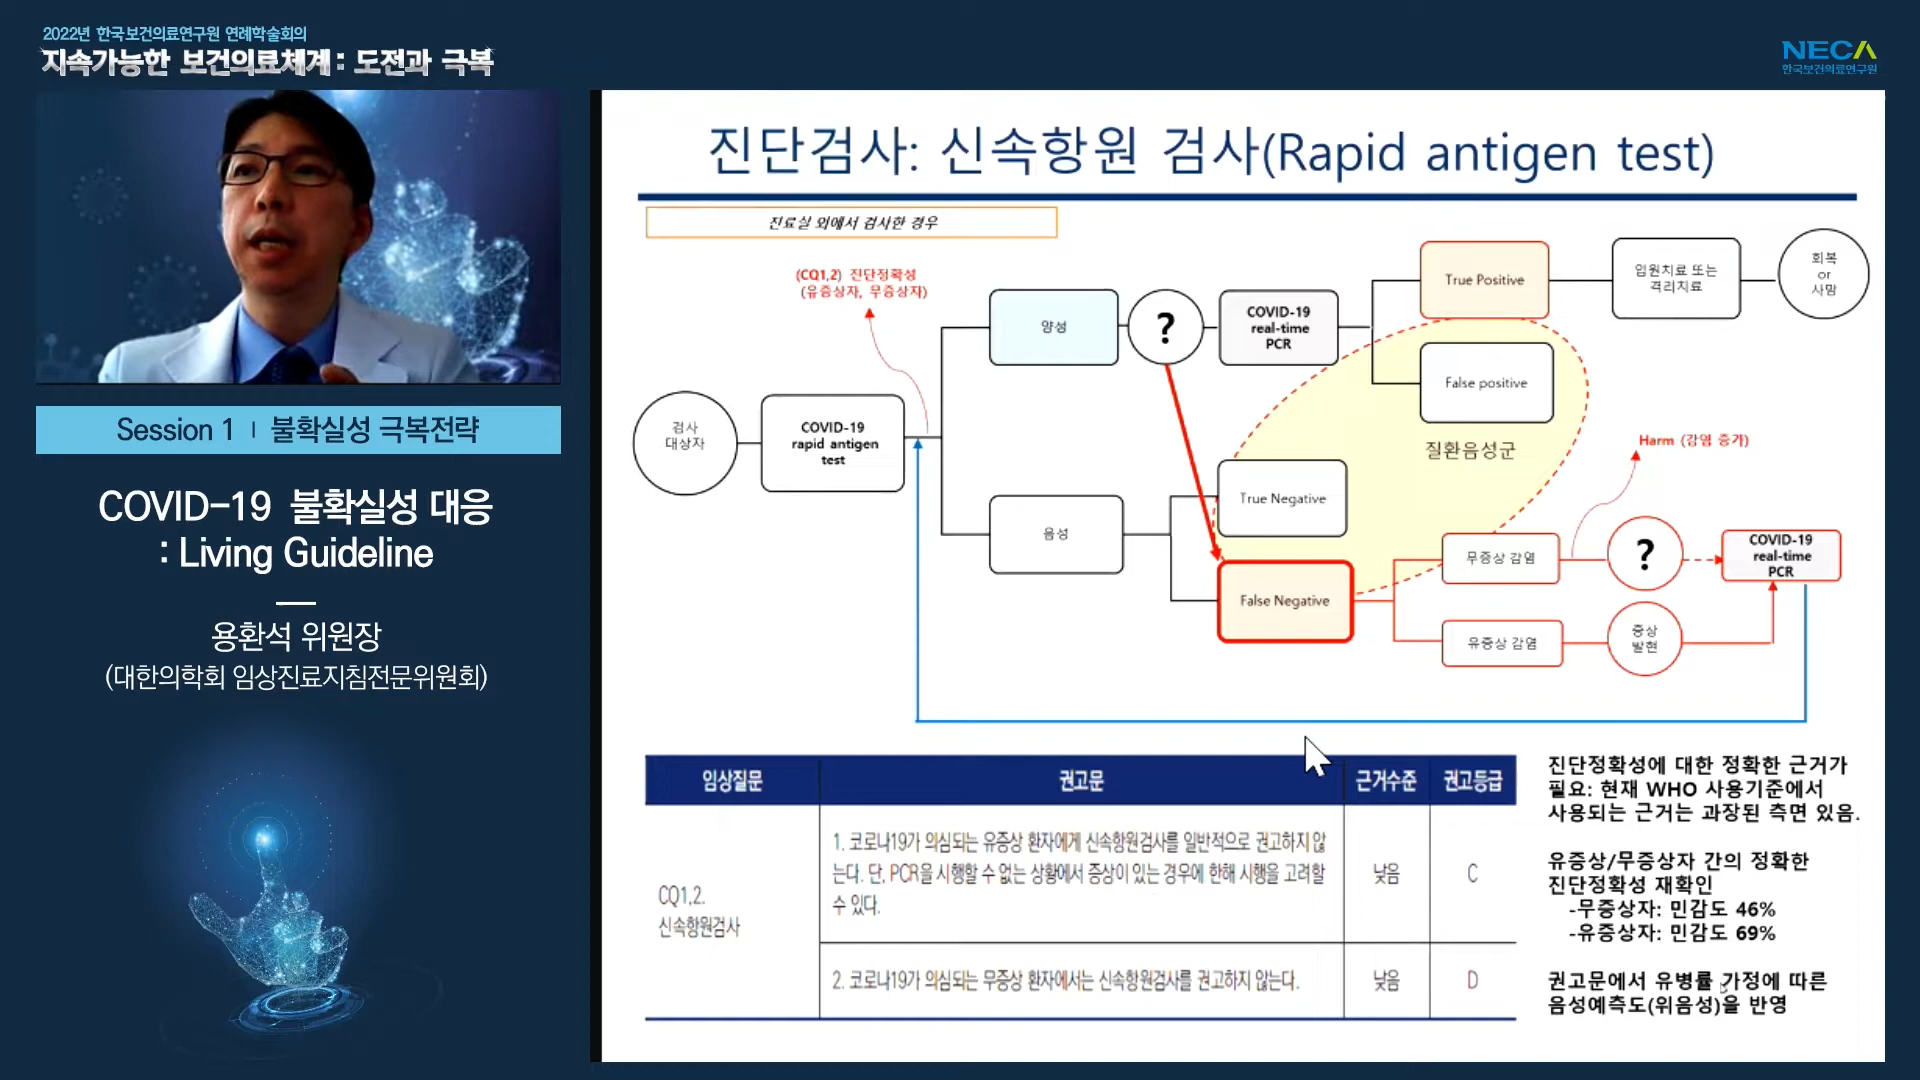 2022년 한국보건의료연구원 연례학술회의
지속가능한 보건의료체계: 도전과 극복
NECA
한국보건의료연구원
Session 1 | 불확실성 극복전략
COVID-19 불확실성 대응
: Living Guideline
용환석 위원장
(대한의학회 임상진료지침전문위원회)
진단검사: 신속항원 검사(Rapid antigen test)
진료실 외에서 검사한 경우
(CQ1,2) 진단정확성
(유증상자, 무증상자)
검사
대상자
COVID-19
rapid antigen
test
양성
?
COVID-19
real-time
PCR
True Positive
입원치료 또는
격리치료
회복
or
사망
False positive
질환음성군
음성
True Negative
False Negative
Harm (감염 증가)
무증상 감염
?
COVID-19
real-time
PCR
유증상 감염
증상
발현
임상질문
권고문
근거수준
권고등급
CQ1,2.
신속항원검사
1. 코로나19가 의심되는 유증상 환자에게 신속항원검사를 일반적으로 권고하지 않
는다. 단, PCR을 시행할 수 없는 상황에서 증상이 있는 경우에 한해 시행을 고려할
수 있다.
낮음
C
2. 코로나19가 의심되는 무증상 환자에서는 신속항원검사를 권고하지 않는다.
낮음
D
진단정확성에 대한 정확한 근거가
필요: 현재 WHO 사용기준에서
사용되는 근거는 과장된 측면 있음.
유증상/무증상자 간의 정확한
진단정확성 재확인
-무증상자: 민감도 46%
-유증상자: 민감도 69%
권고문에서 유병률 가정에 따른
음성예측도(위음성)을 반영